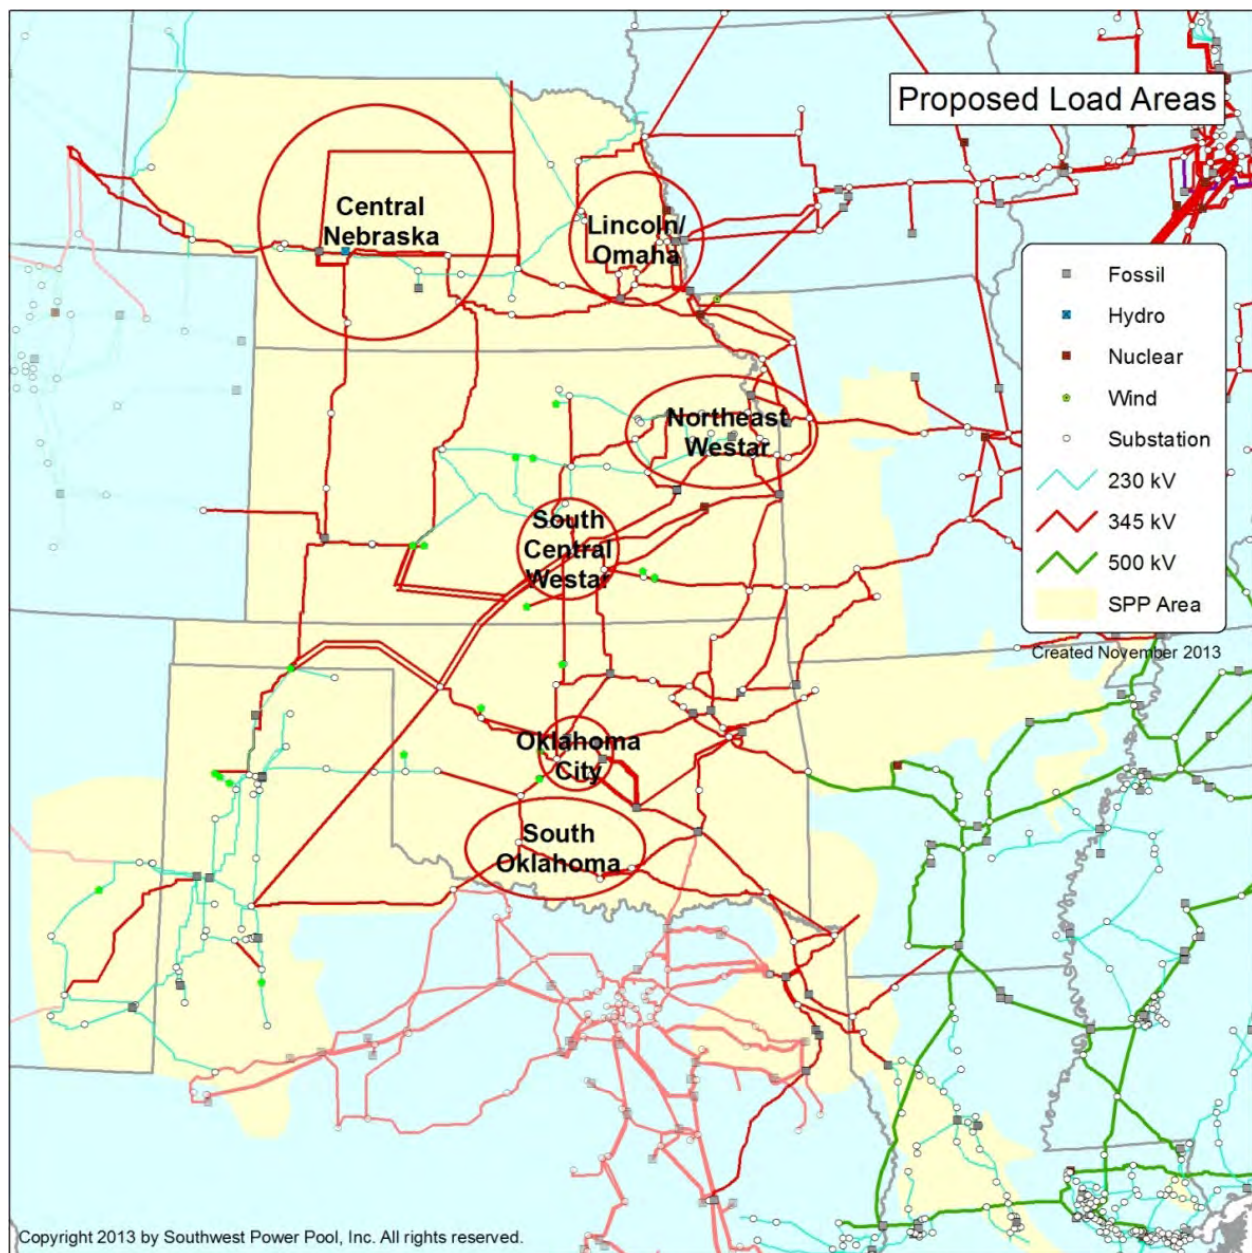 Proposed Load Areas
Central
Nebraska
Lincoln/
Omaha
Northeast
Westar
South
Central
Westar
Oklahoma
City
South
Oklahoma
Fossil
Hydro
Nuclear
Wind
Substation
230 kV
345 kV
500 kV
SPP Area
Created November 2013
Copyright 2013 by Southwest Power Pool, Inc. All rights reserved.